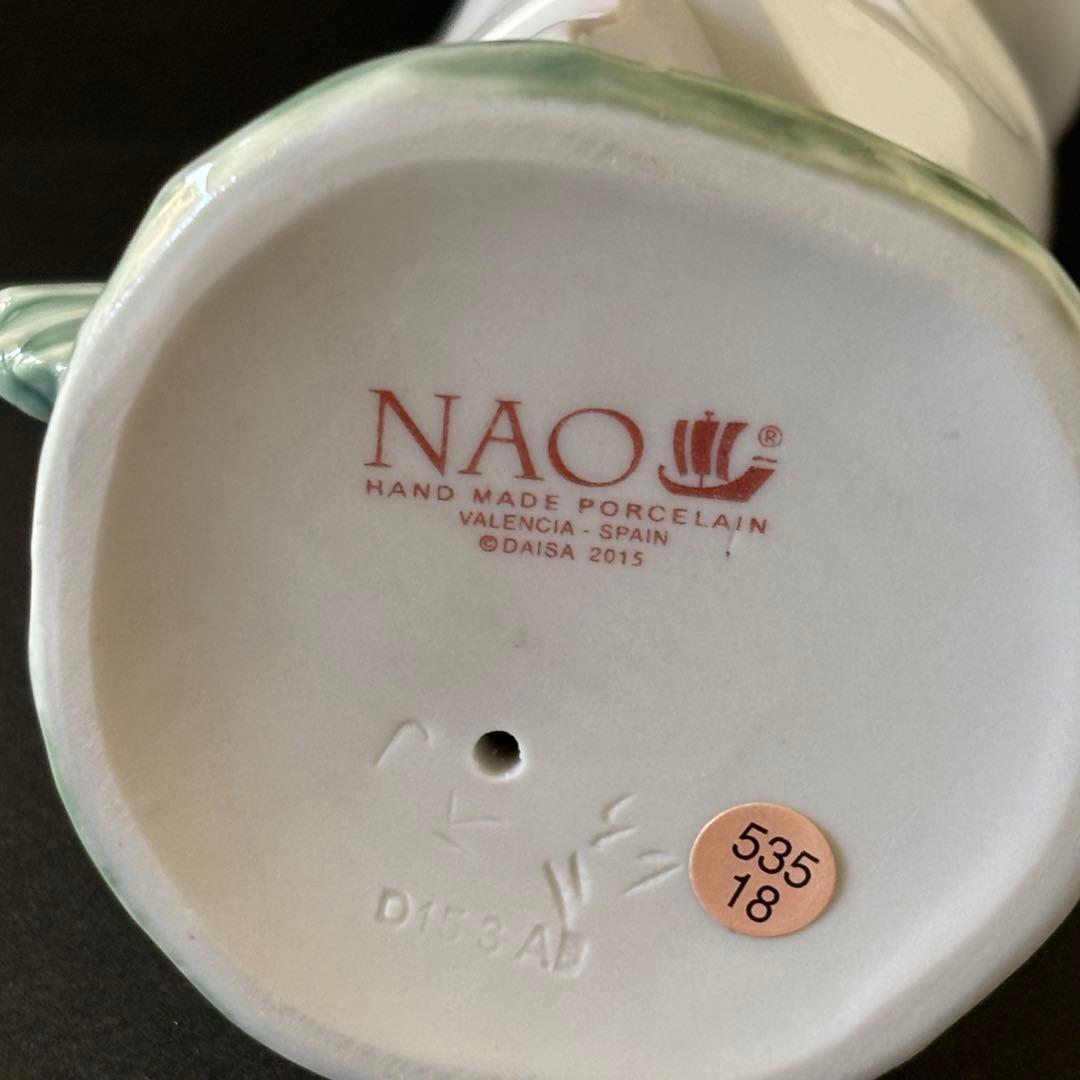 NAO ®
HAND MADE PORCELAIN
VALENCIA - SPAIN
©DAISA 2015
535
18